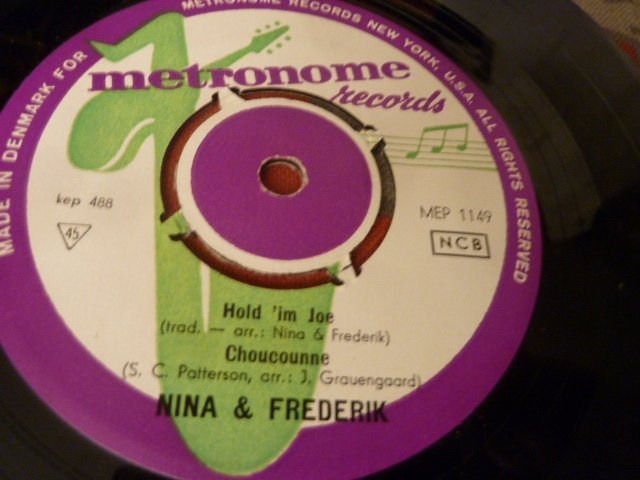 MADE IN DENMARK FOR METRONOME RECORDS NEW YORK, U.S.A. ALL RIGHTS RESERVED
metronome
records
kep 488
MEP 1149
45
NCB
Hold 'im Joe
(trad. — arr.: Nina & Frederik)
Choucounne
(S. C. Patterson, arr.: J. Grauengaard)
NINA & FREDERIK